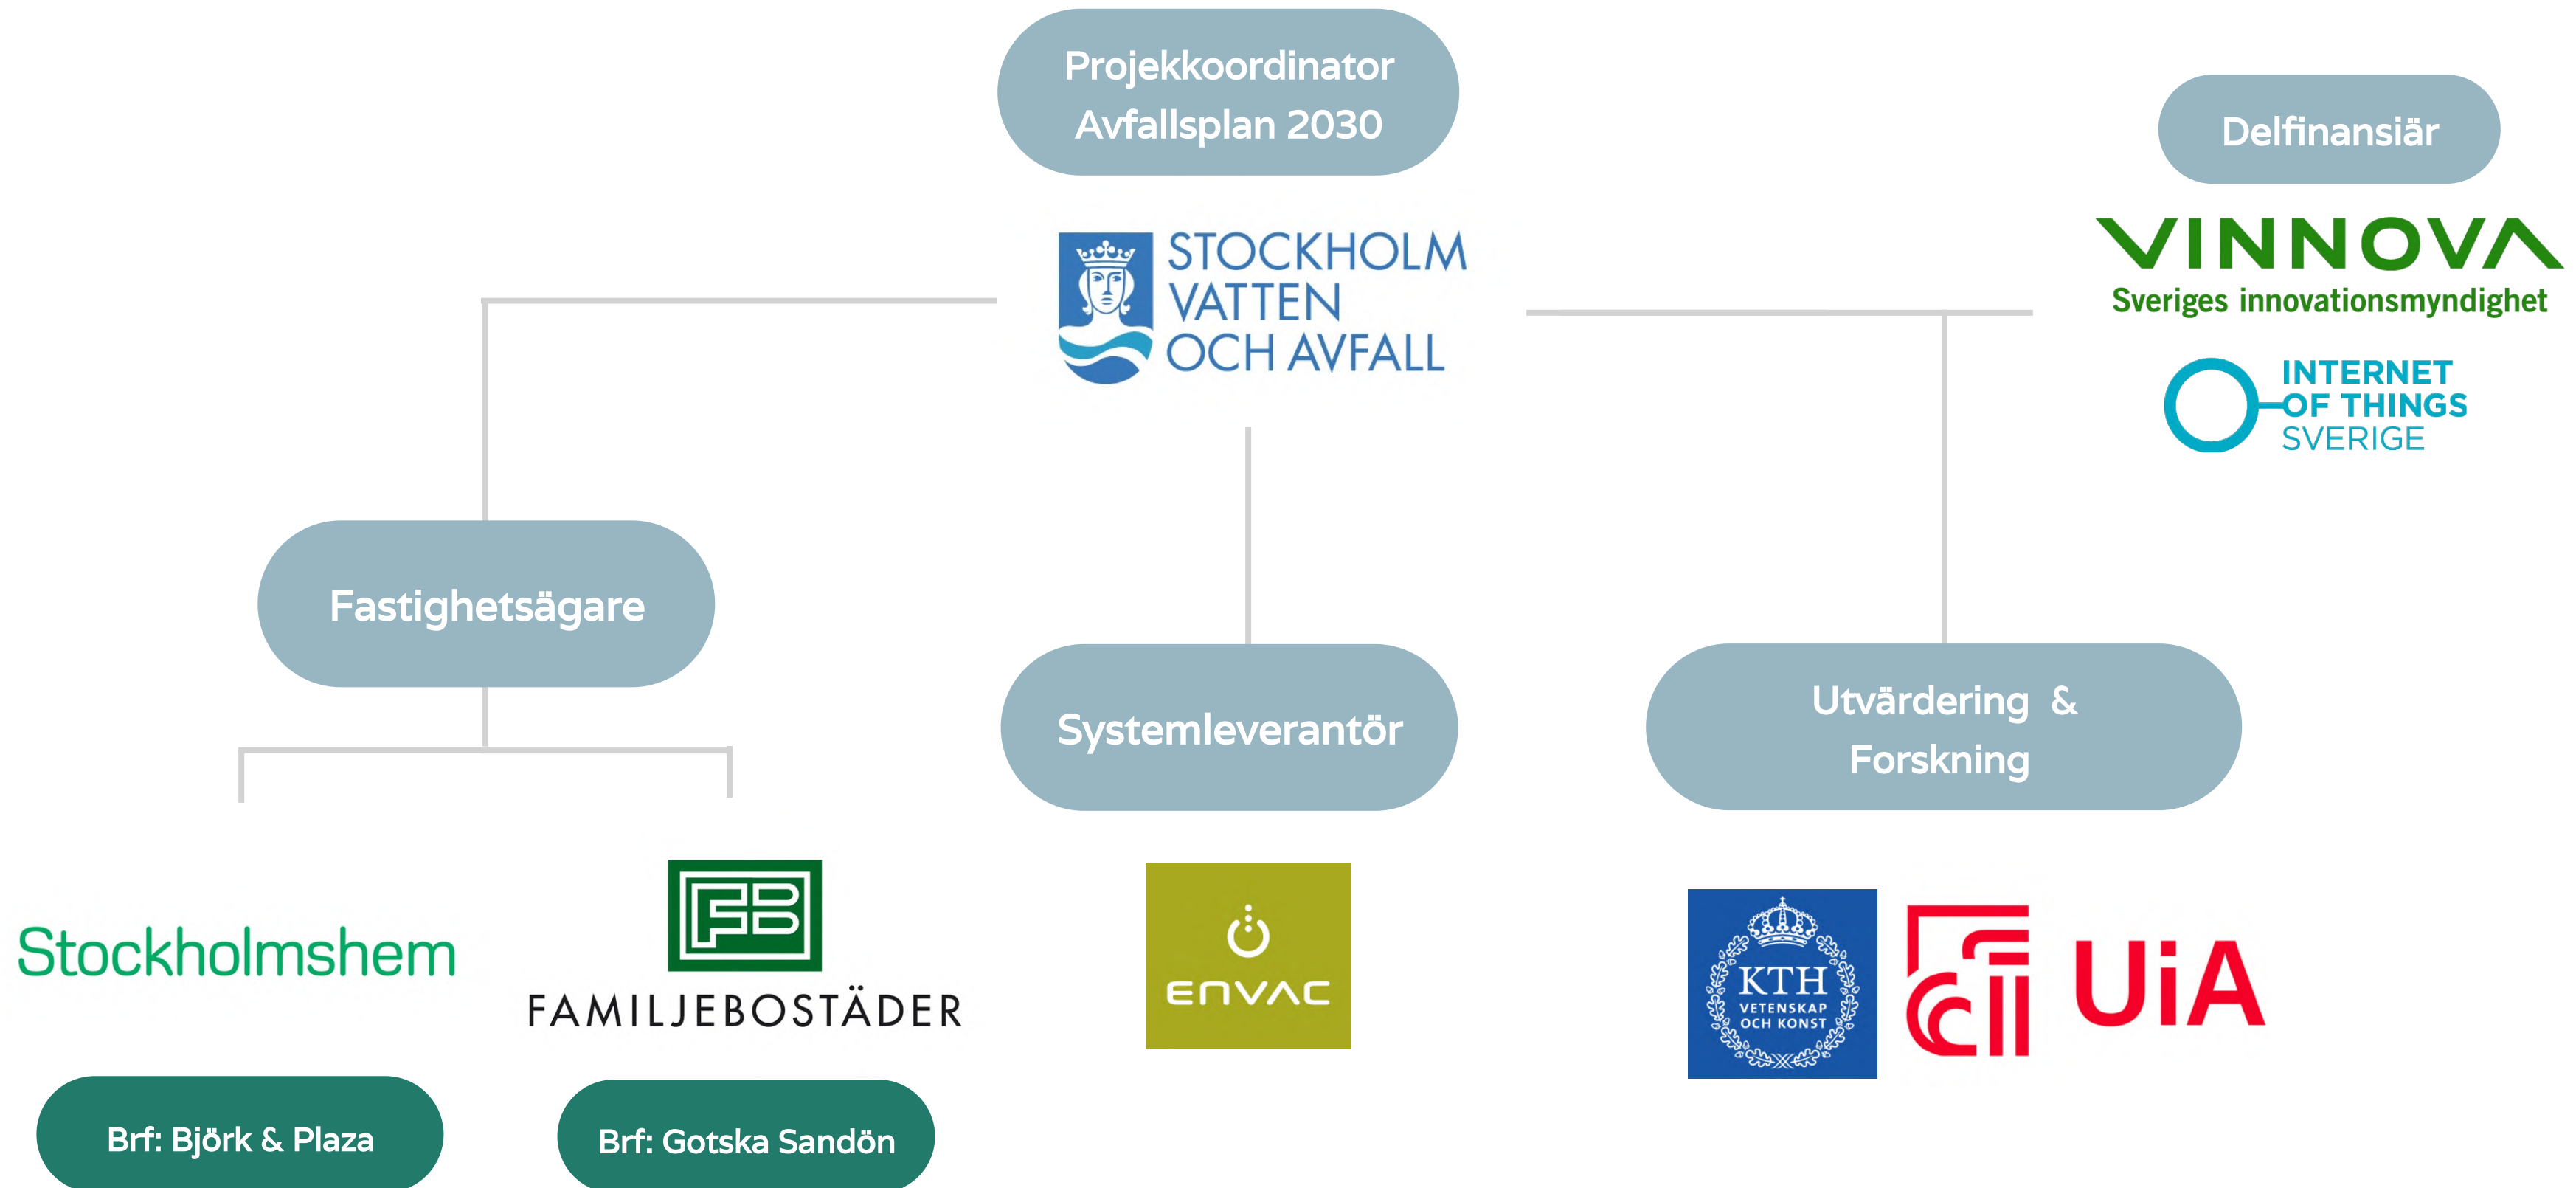 Projekkoordinator
Avfallsplan 2030
STOCKHOLM
VATTEN
OCH AVFALL
Delfinansiär
VINNOVA
Sveriges innovationsmyndighet
INTERNET
OF THINGS
SVERIGE
Fastighetsägare
Systemleverantör
Utvärdering &
Forskning
Stockholmshem
FB
FAMILJEBOSTÄDER
ENVAC
KTH
VETENSKAP
OCH KONST
UiA
Brf: Björk & Plaza
Brf: Gotska Sandön